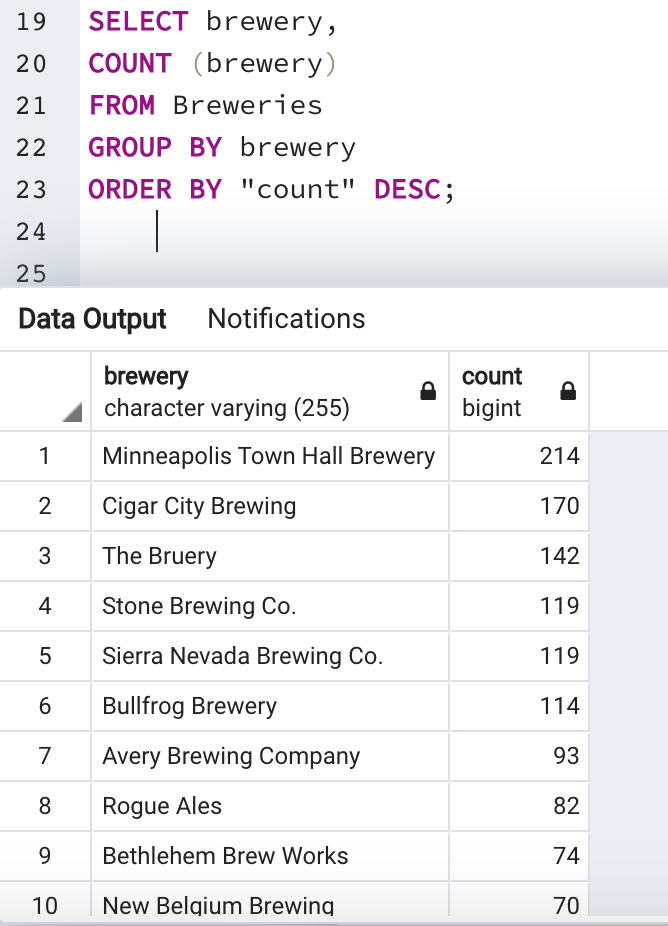 19 SELECT brewery,
20 COUNT (brewery)
21 FROM Breweries
22 GROUP BY brewery
23 ORDER BY "count" DESC;
24
25
Data Output Notifications
brewery count
character varying (255) bigint
1 Minneapolis Town Hall Brewery 214
2 Cigar City Brewing 170
3 The Bruery 142
4 Stone Brewing Co. 119
5 Sierra Nevada Brewing Co. 119
6 Bullfrog Brewery 114
7 Avery Brewing Company 93
8 Rogue Ales 82
9 Bethlehem Brew Works 74
10 New Belgium Brewing 70